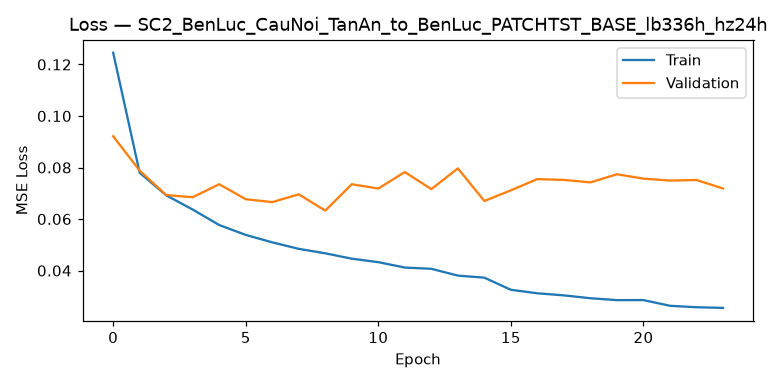 Loss — SC2_BenLuc_CauNoi_TanAn_to_BenLuc_PATCHTST_BASE_lb336h_hz24h
Train
Validation
0.12
0.10
0.08
0.06
0.04
MSE Loss
0 5 10 15 20
Epoch